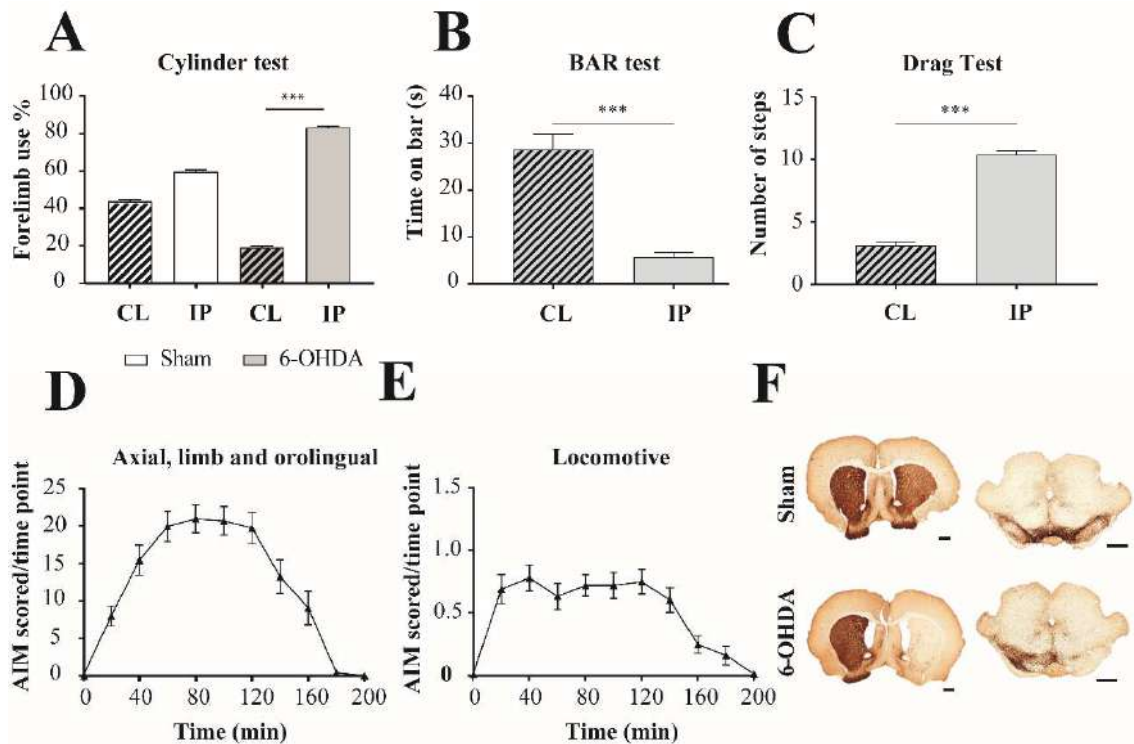 A
Cylinder test
Forelimb use %
100
80
60
40
20
0
***
CL IP CL IP
Sham 6-OHDA
B
BAR test
Time on bar (s)
40
30
20
10
0
***
CL IP
C
Drag Test
Number of steps
15
10
5
0
***
CL IP
D
Axial, limb and orolingual
AIM scored/time point
25
20
15
10
5
0
0 40 80 120 160 200
Time (min)
E
Locomotive
AIM scored/time point
1.5
1.0
0.5
0
0 40 80 120 160 200
Time (min)
F
Sham
6-OHDA